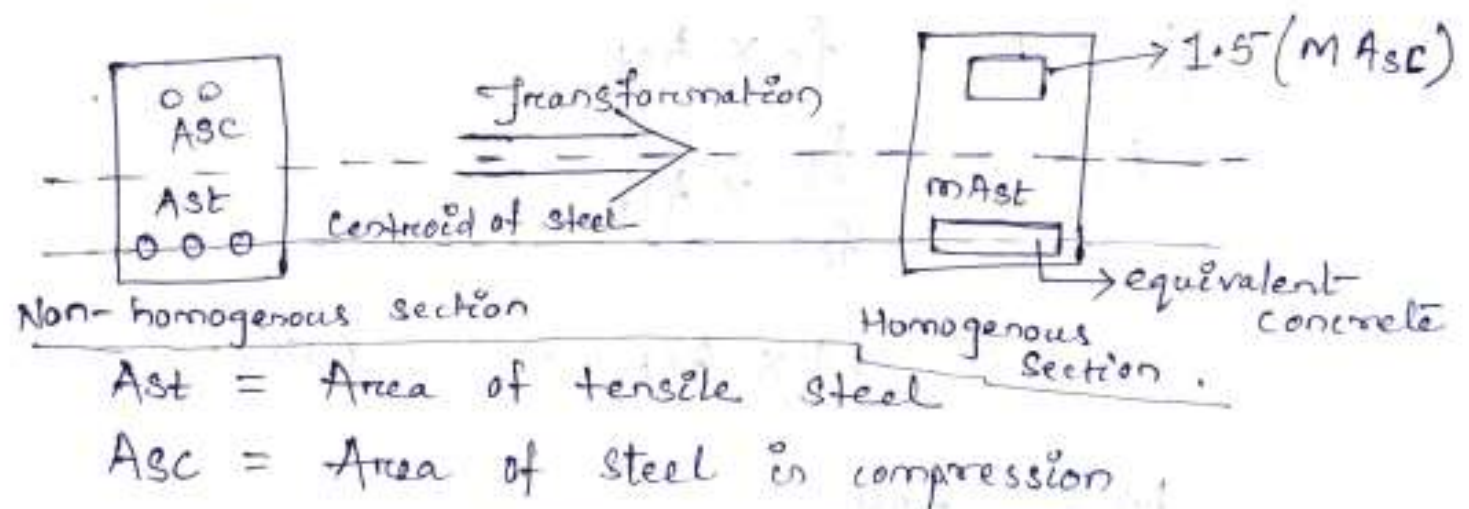 ASC
Ast
Transformation
Centroid of steel
1.5 (m Asc)
mAst
equivalent concrete
Non-homogenous section
Homogenous Section.
Ast = Area of tensile steel
Asc = Area of steel in compression.